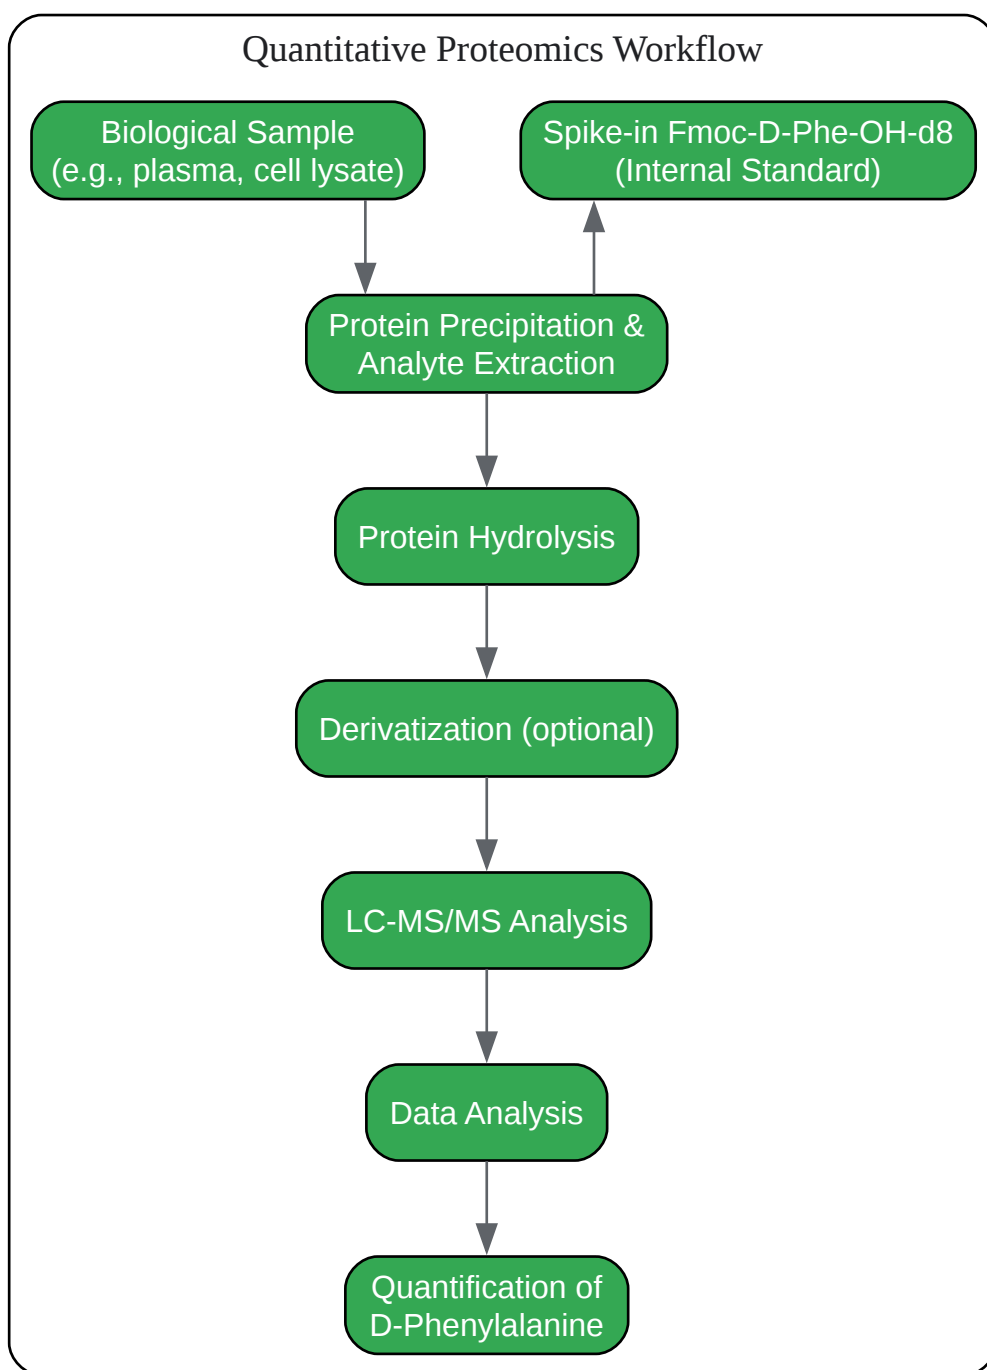 Quantitative Proteomics Workflow
Biological Sample
(e.g., plasma, cell lysate)
Spike-in Fmoc-D-Phe-OH-d8
(Internal Standard)
Protein Precipitation &
Analyte Extraction
Protein Hydrolysis
Derivatization (optional)
LC-MS/MS Analysis
Data Analysis
Quantification of
D-Phenylalanine